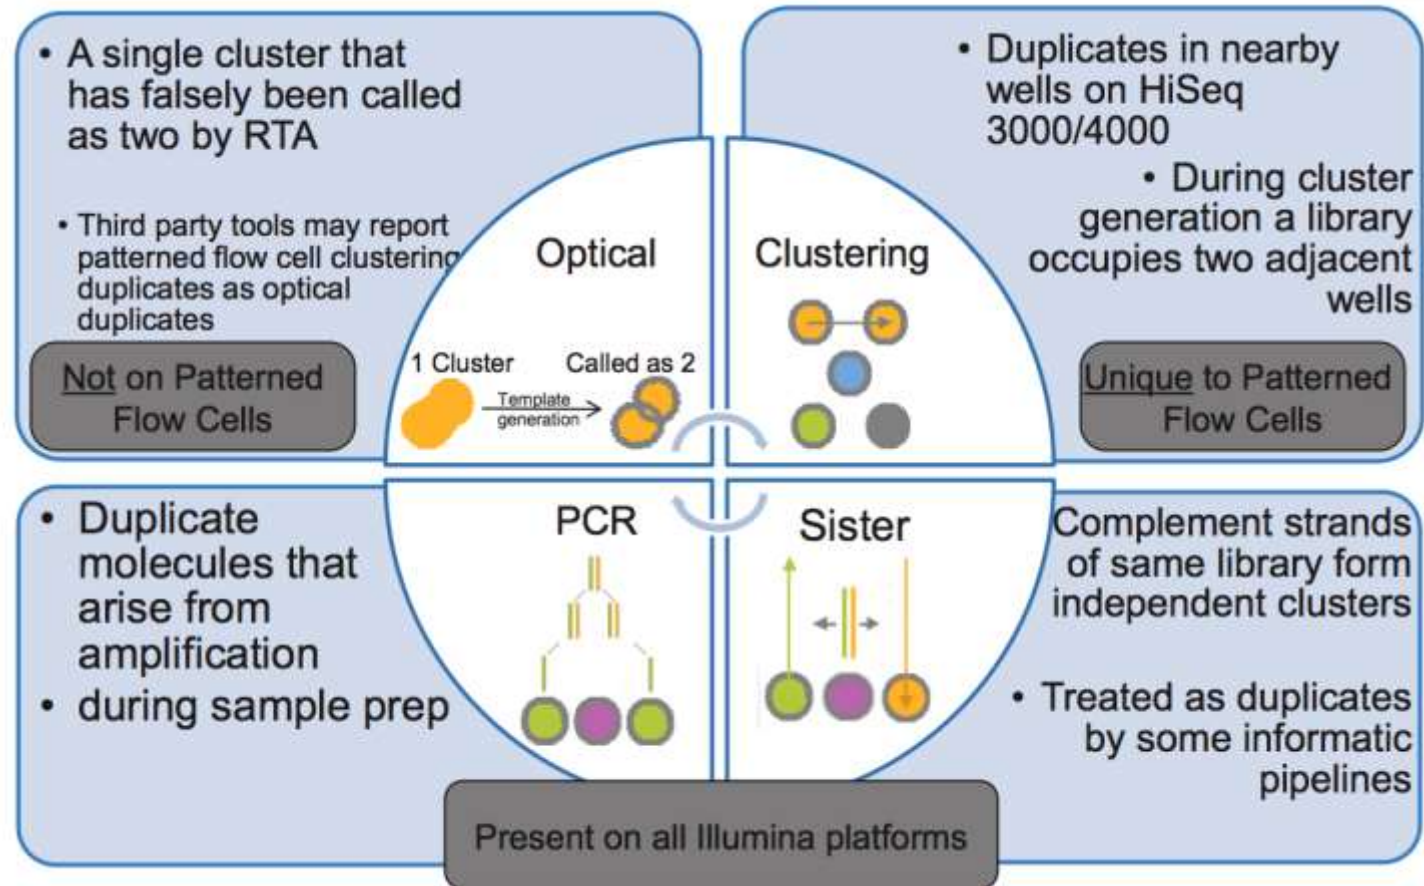 • A single cluster that
has falsely been called
as two by RTA
• Third party tools may report
patterned flow cell clustering
duplicates as optical
duplicates
Not on Patterned
Flow Cells
Optical
1 Cluster
Called as 2
Template
generation
Clustering
• Duplicates in nearby
wells on HiSeq
3000/4000
• During cluster
generation a library
occupies two adjacent
wells
Unique to Patterned
Flow Cells
• Duplicate
molecules that
arise from
amplification
• during sample prep
PCR
Sister
Complement strands
of same library form
independent clusters
• Treated as duplicates
by some informatic
pipelines
Present on all Illumina platforms